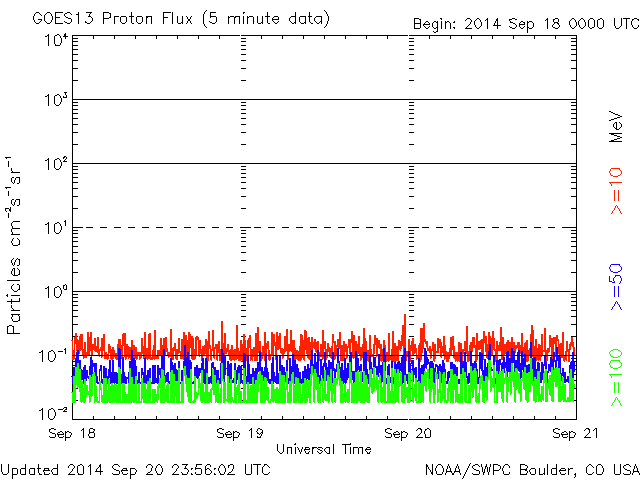 GOES13 Proton Flux (5 minute data)
Begin: 2014 Sep 18 0000 UTC
10⁴
10³
10²
10¹
10⁰
10⁻¹
10⁻²
Particles cm⁻²s⁻¹sr⁻¹
MeV
>=10
>=50
>=100
Sep 18
Sep 19
Sep 20
Sep 21
Universal Time
Updated 2014 Sep 20 23:56:02 UTC
NOAA/SWPC Boulder, CO USA